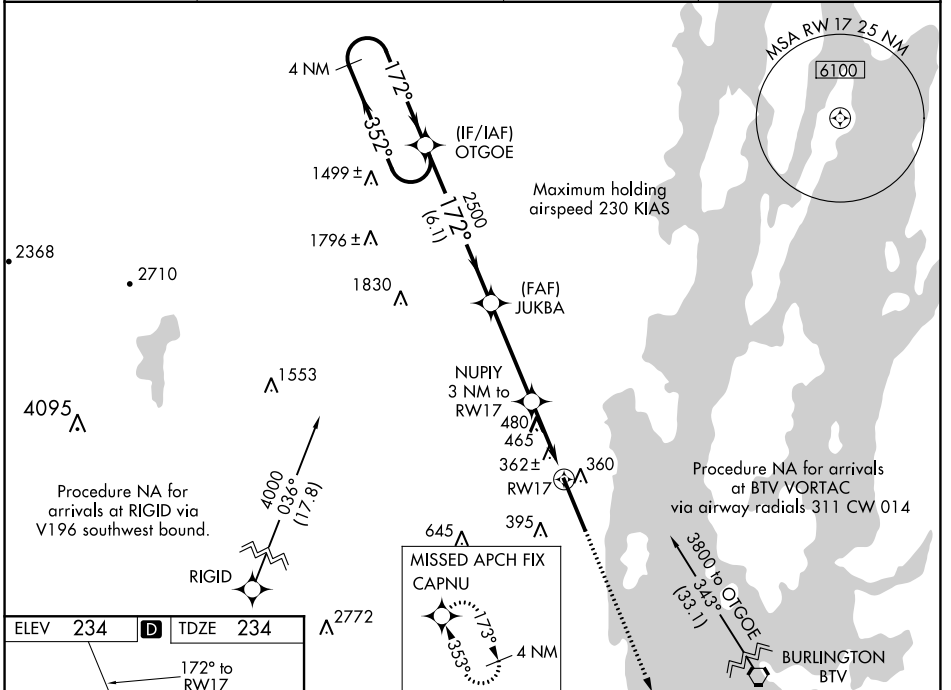 MSA RW 17 25 NM
6100
4 NM
172°
352°
(IF/IAF)
OTGOE
1499 ±
Maximum holding
airspeed 230 KIAS
2500
172°
(6.1)
1796 ±
2368
2710
1830
(FAF)
JUKBA
NUPIY
3 NM to
RW17
1553
4095
480
465
362 ±
360
RW17
Procedure NA for
arrivals at RIGID via
V196 southwest bound.
4000
036°
(17.8)
Procedure NA for arrivals
at BTV VORTAC
via airway radials 311 CW 014
645
395
RIGID
MISSED APCH FIX
CAPNU
173°
353°
4 NM
3800 to OTGOE
343°
(33.1)
BURLINGTON
BTV
2772
ELEV 234 D TDZE 234
172° to
RW17